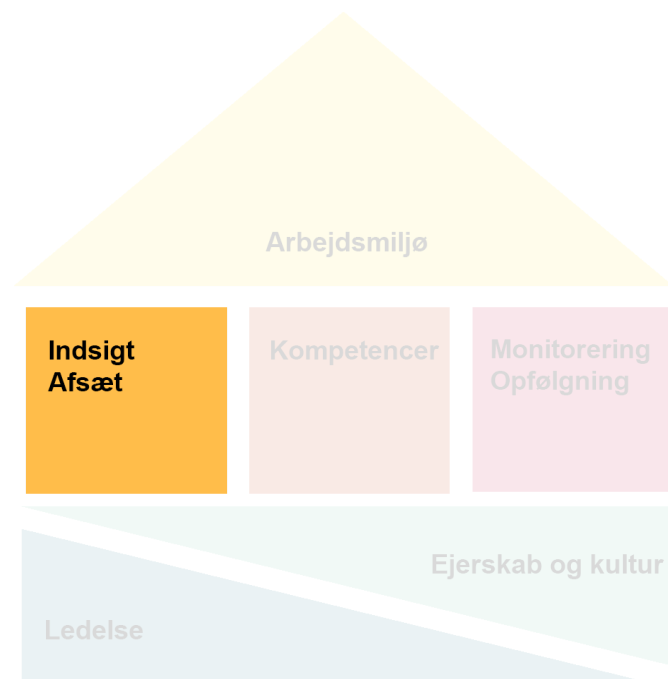 Arbejdsmiljø
Indsigt
Afsæt
Kompetencer
Monitorering
Opfølgning
Ejerskab og kultur
Ledelse